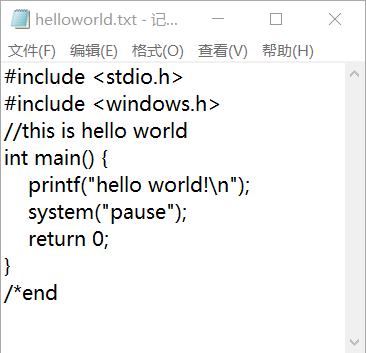 helloworld.txt - 记...
文件(F) 编辑(E) 格式(O) 查看(V) 帮助(H)
#include <stdio.h>
#include <windows.h>
//this is hello world
int main() {
    printf("hello world!\n");
    system("pause");
    return 0;
}
/*end